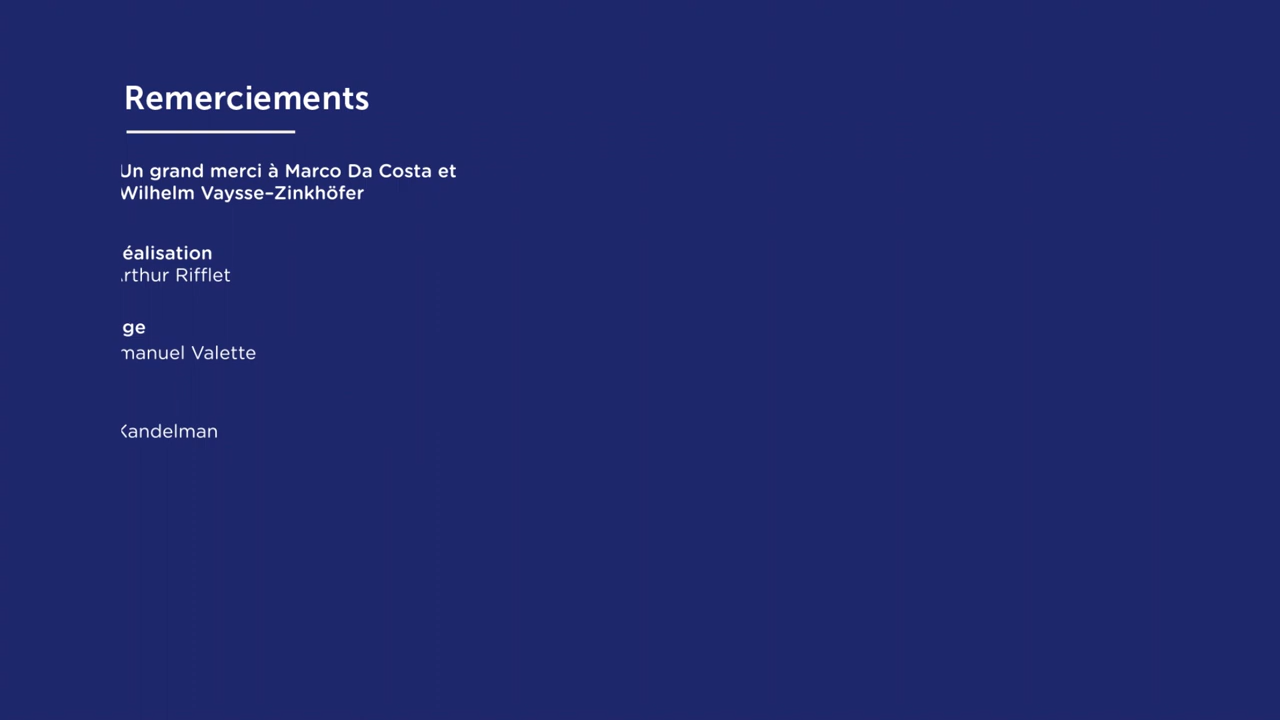 Remerciements
Un grand merci à Marco Da Costa et
Wilhelm Vaysse–Zinkhöfer
éalisation
rthur Rifflet
ge
manuel Valette
Kandelman